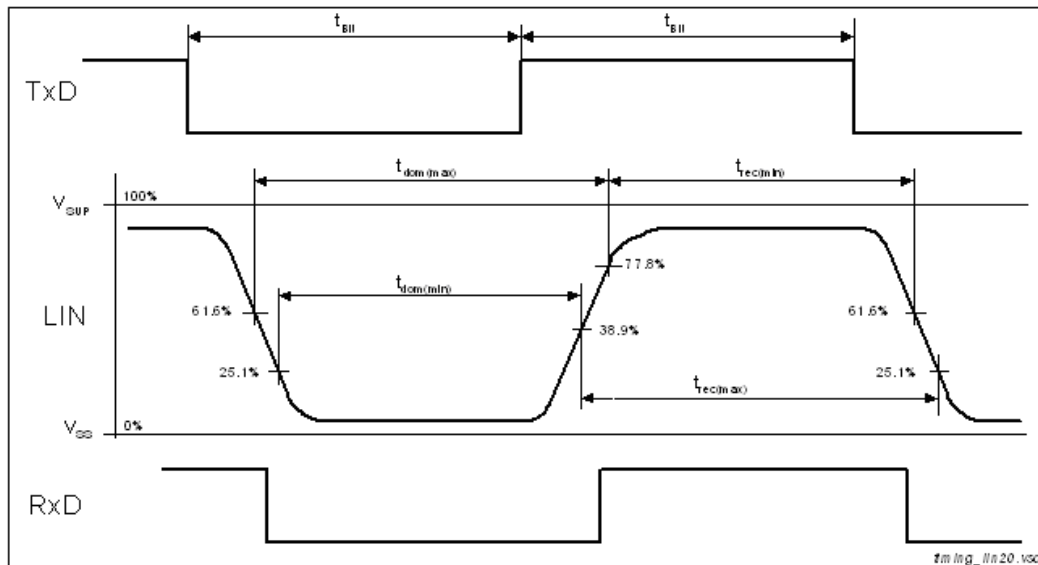 tBit tBit
TxD
tdom(max) trec(min)
VSUP 100%
77.8%
tdom(min)
61.6% 61.6%
LIN
38.9%
25.1% 25.1%
trec(max)
VSS 0%
RxD
timing_lin20.vsd